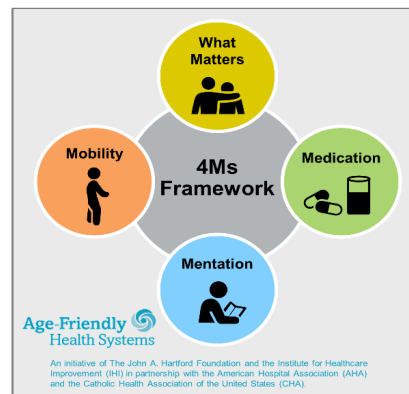 What
Matters
Mobility
4Ms
Framework
Medication
Mentation
Age-Friendly
Health Systems
An initiative of The John A. Hartford Foundation and the Institute for Healthcare
Improvement (IHI) in partnership with the American Hospital Association (AHA)
and the Catholic Health Association of the United States (CHA).